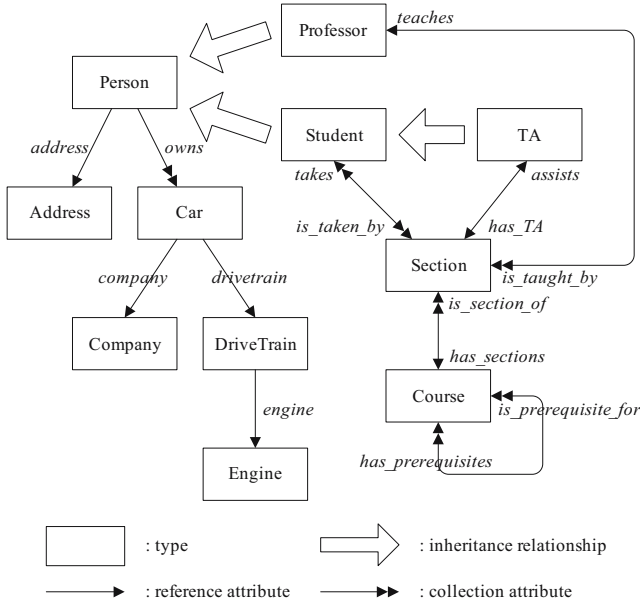 teaches
Professor
Person
Student
TA
address
owns
takes
assists
Address
Car
is_taken_by
has_TA
Section
company
drivetrain
is_taught_by
is_section_of
Company
DriveTrain
has_sections
Course
engine
is_prerequisite_for
has_prerequisites
Engine
: type
: inheritance relationship
: reference attribute
: collection attribute